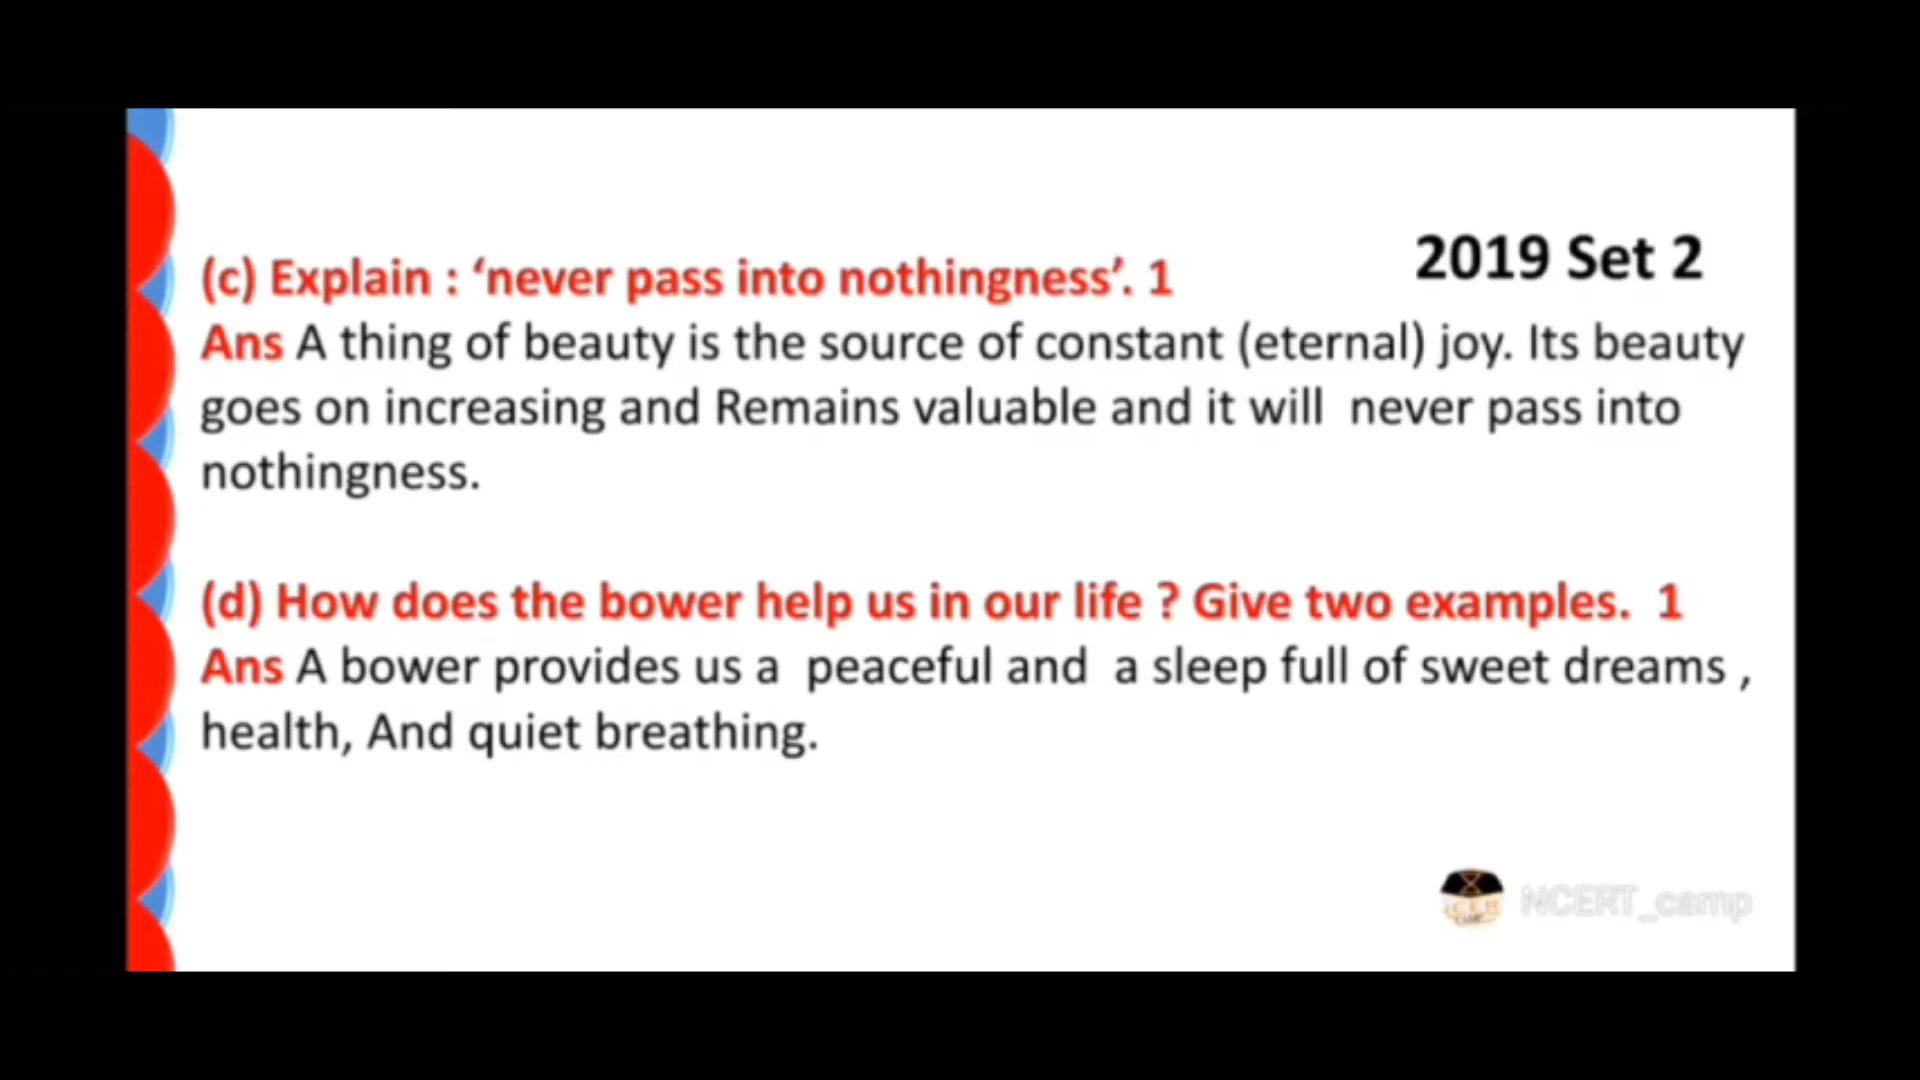 2019 Set 2
(c) Explain : ‘never pass into nothingness’. 1
Ans A thing of beauty is the source of constant (eternal) joy. Its beauty
goes on increasing and Remains valuable and it will never pass into
nothingness.
(d) How does the bower help us in our life ? Give two examples. 1
Ans A bower provides us a peaceful and a sleep full of sweet dreams ,
health, And quiet breathing.
NCERT_camp